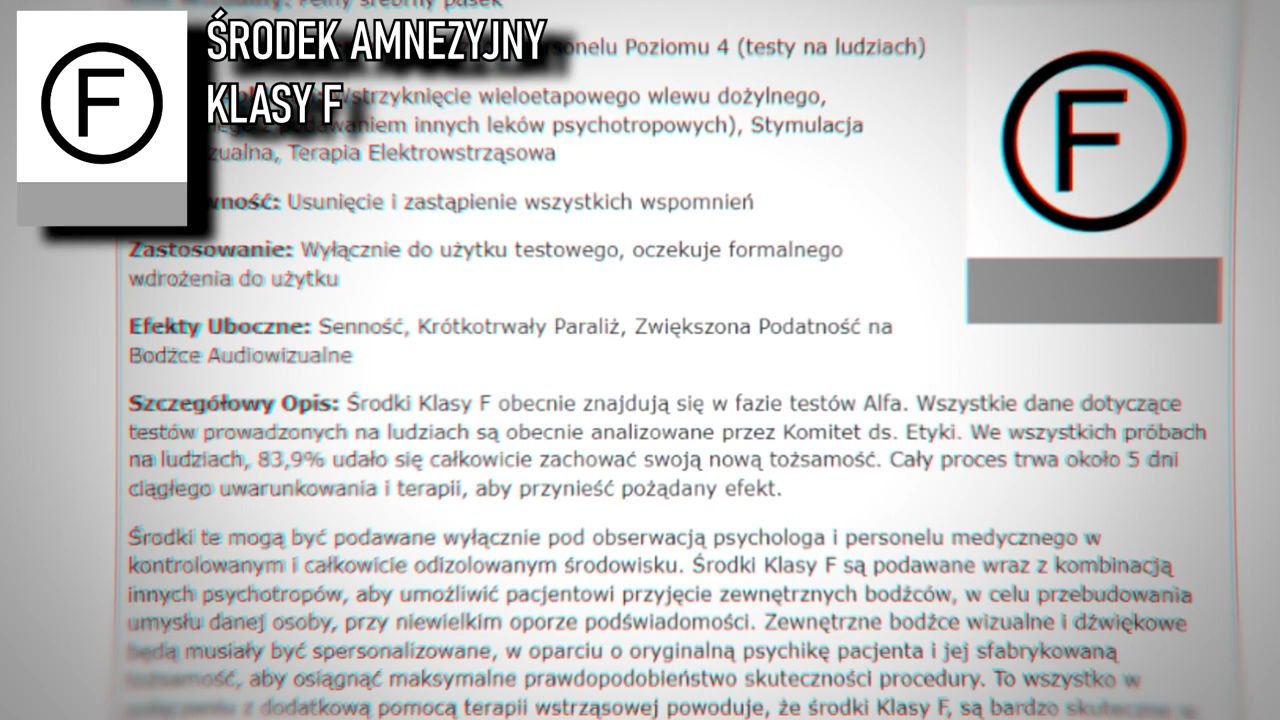 F
ŚRODEK AMNEZYJNY
KLASY F
Pełny srebrny pasek
Poziomu 4 (testy na ludziach)
wieloetapowego wlewu dożylnego,
innych leków psychotropowych), Stymulacja
Terapia Elektrowstrząsowa
F
Usunięcie i zastąpienie wszystkich wspomnień
Zastosowanie: Wyłącznie do użytku testowego, oczekuje formalnego
wdrożenia do użytku
Efekty Uboczne: Senność, Krótkotrwały Paraliż, Zwiększona Podatność na
Bodźce Audiowizualne
Szczegółowy Opis: Środki Klasy F obecnie znajdują się w fazie testów Alfa. Wszystkie dane dotyczące
testów prowadzonych na ludziach są obecnie analizowane przez Komitet ds. Etyki. We wszystkich próbach
na ludziach, 83,9% udało się całkowicie zachować swoją nową tożsamość. Cały proces trwa około 5 dni
ciągłego uwarunkowania i terapii, aby przynieść pożądany efekt.
Środki te mogą być podawane wyłącznie pod obserwacją psychologa i personelu medycznego w
kontrolowanym i całkowicie odizolowanym środowisku. Środki Klasy F są podawane wraz z kombinacją
innych psychotropów, aby umożliwić pacjentowi przyjęcie zewnętrznych bodźców, w celu przebudowania
umysłu danej osoby, przy niewielkim oporze podświadomości. Zewnętrzne bodźce wizualne i dźwiękowe
będą musiały być spersonalizowane, w oparciu o oryginalną psychikę pacjenta i jej sfabrykowaną
tożsamość, aby osiągnąć maksymalne prawdopodobieństwo skuteczności procedury. To wszystko w
połączeniu z dodatkową pomocą terapii wstrząsowej powoduje, że środki Klasy F, są bardzo skuteczne w